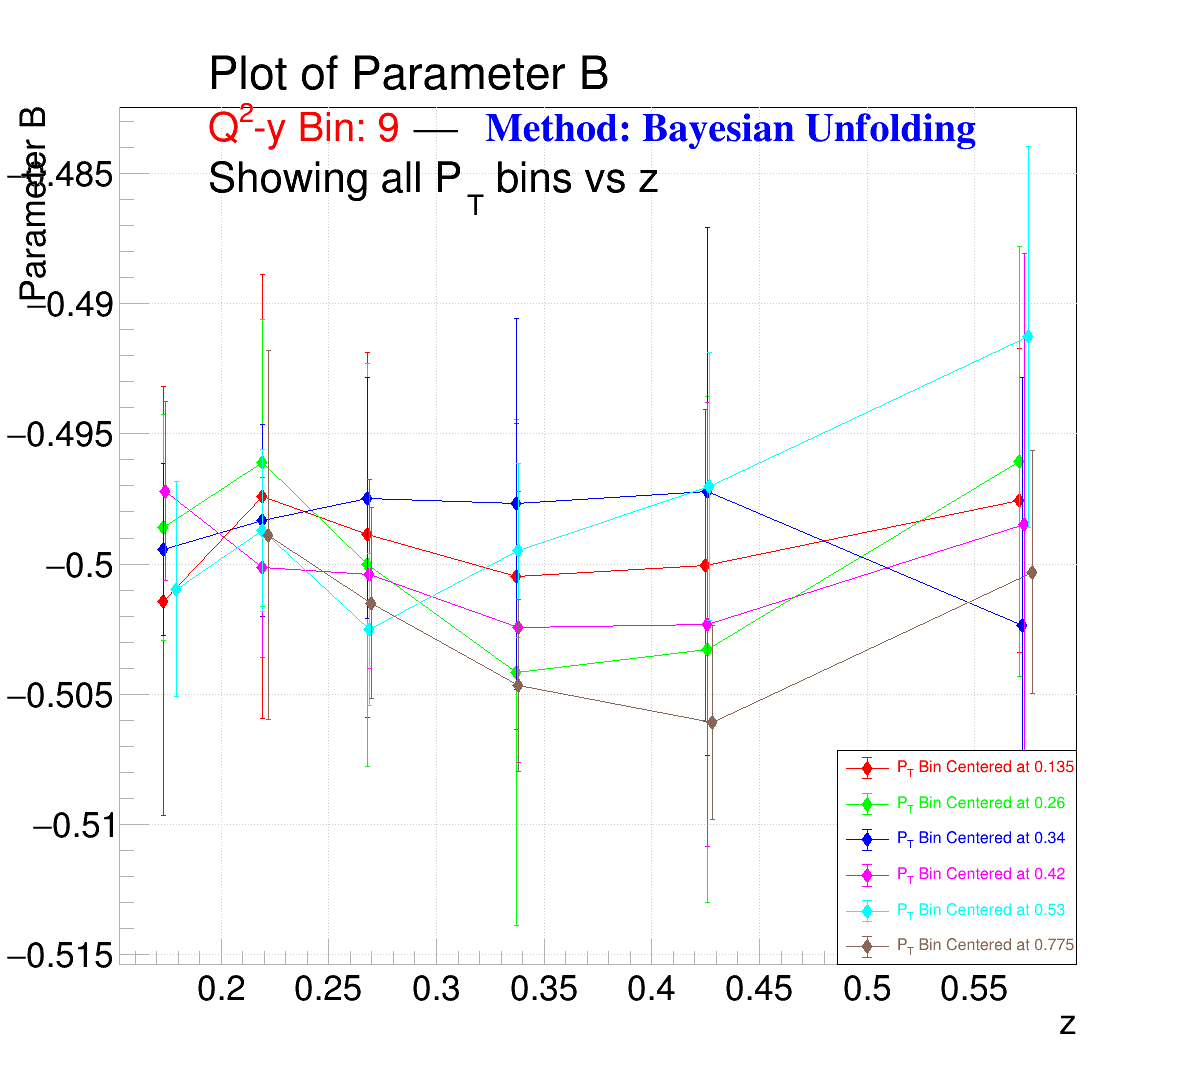 Plot of Parameter B
Q²-y Bin: 9 — Method: Bayesian Unfolding
Showing all P_T bins vs z
Parameter B
−0.485
−0.49
−0.495
−0.5
−0.505
−0.51
−0.515
P_T Bin Centered at 0.135
P_T Bin Centered at 0.26
P_T Bin Centered at 0.34
P_T Bin Centered at 0.42
P_T Bin Centered at 0.53
P_T Bin Centered at 0.775
0.2 0.25 0.3 0.35 0.4 0.45 0.5 0.55
z